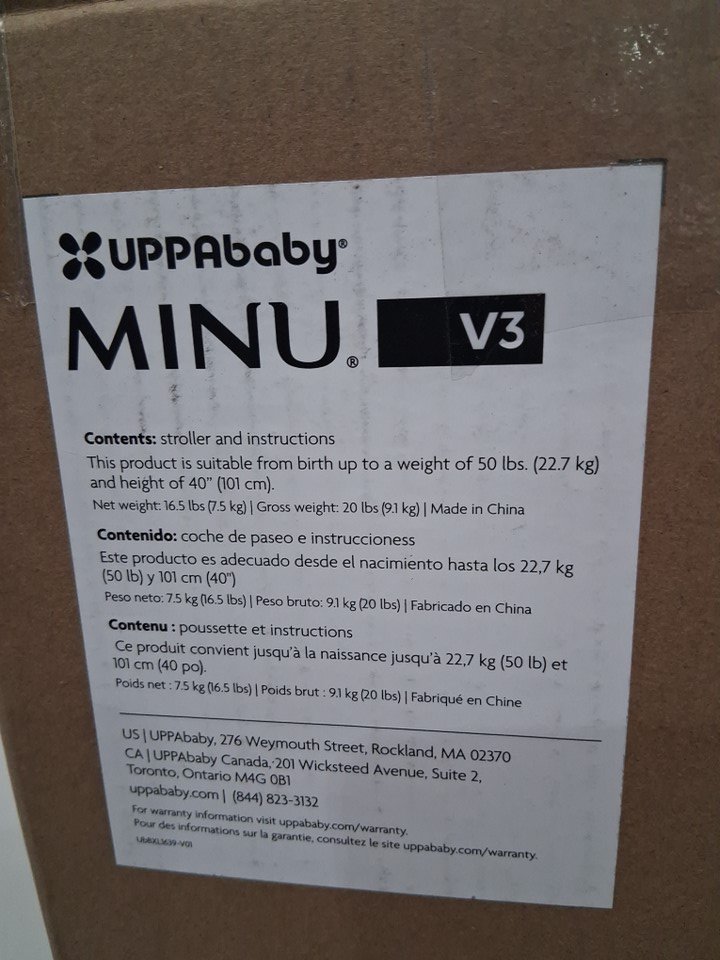 UPPAbaby®
MINU® V3
Contents: stroller and instructions
This product is suitable from birth up to a weight of 50 lbs. (22.7 kg)
and height of 40” (101 cm).
Net weight: 16.5 lbs (7.5 kg) | Gross weight: 20 lbs (9.1 kg) | Made in China
Contenido: coche de paseo e instruccioness
Este producto es adecuado desde el nacimiento hasta los 22,7 kg
(50 lb) y 101 cm (40")
Peso neto: 7.5 kg (16.5 lbs) | Peso bruto: 9.1 kg (20 lbs) | Fabricado en China
Contenu : poussette et instructions
Ce produit convient jusqu'à la naissance jusqu'à 22,7 kg (50 lb) et
101 cm (40 po).
Poids net : 7.5 kg (16.5 lbs) | Poids brut : 9.1 kg (20 lbs) | Fabriqué en Chine
US | UPPAbaby, 276 Weymouth Street, Rockland, MA 02370
CA | UPPAbaby Canada, 201 Wicksteed Avenue, Suite 2,
Toronto, Ontario M4G 0B1
uppababy.com | (844) 823-3132
For warranty information visit uppababy.com/warranty.
Pour des informations sur la garantie, consultez le site uppababy.com/warranty.